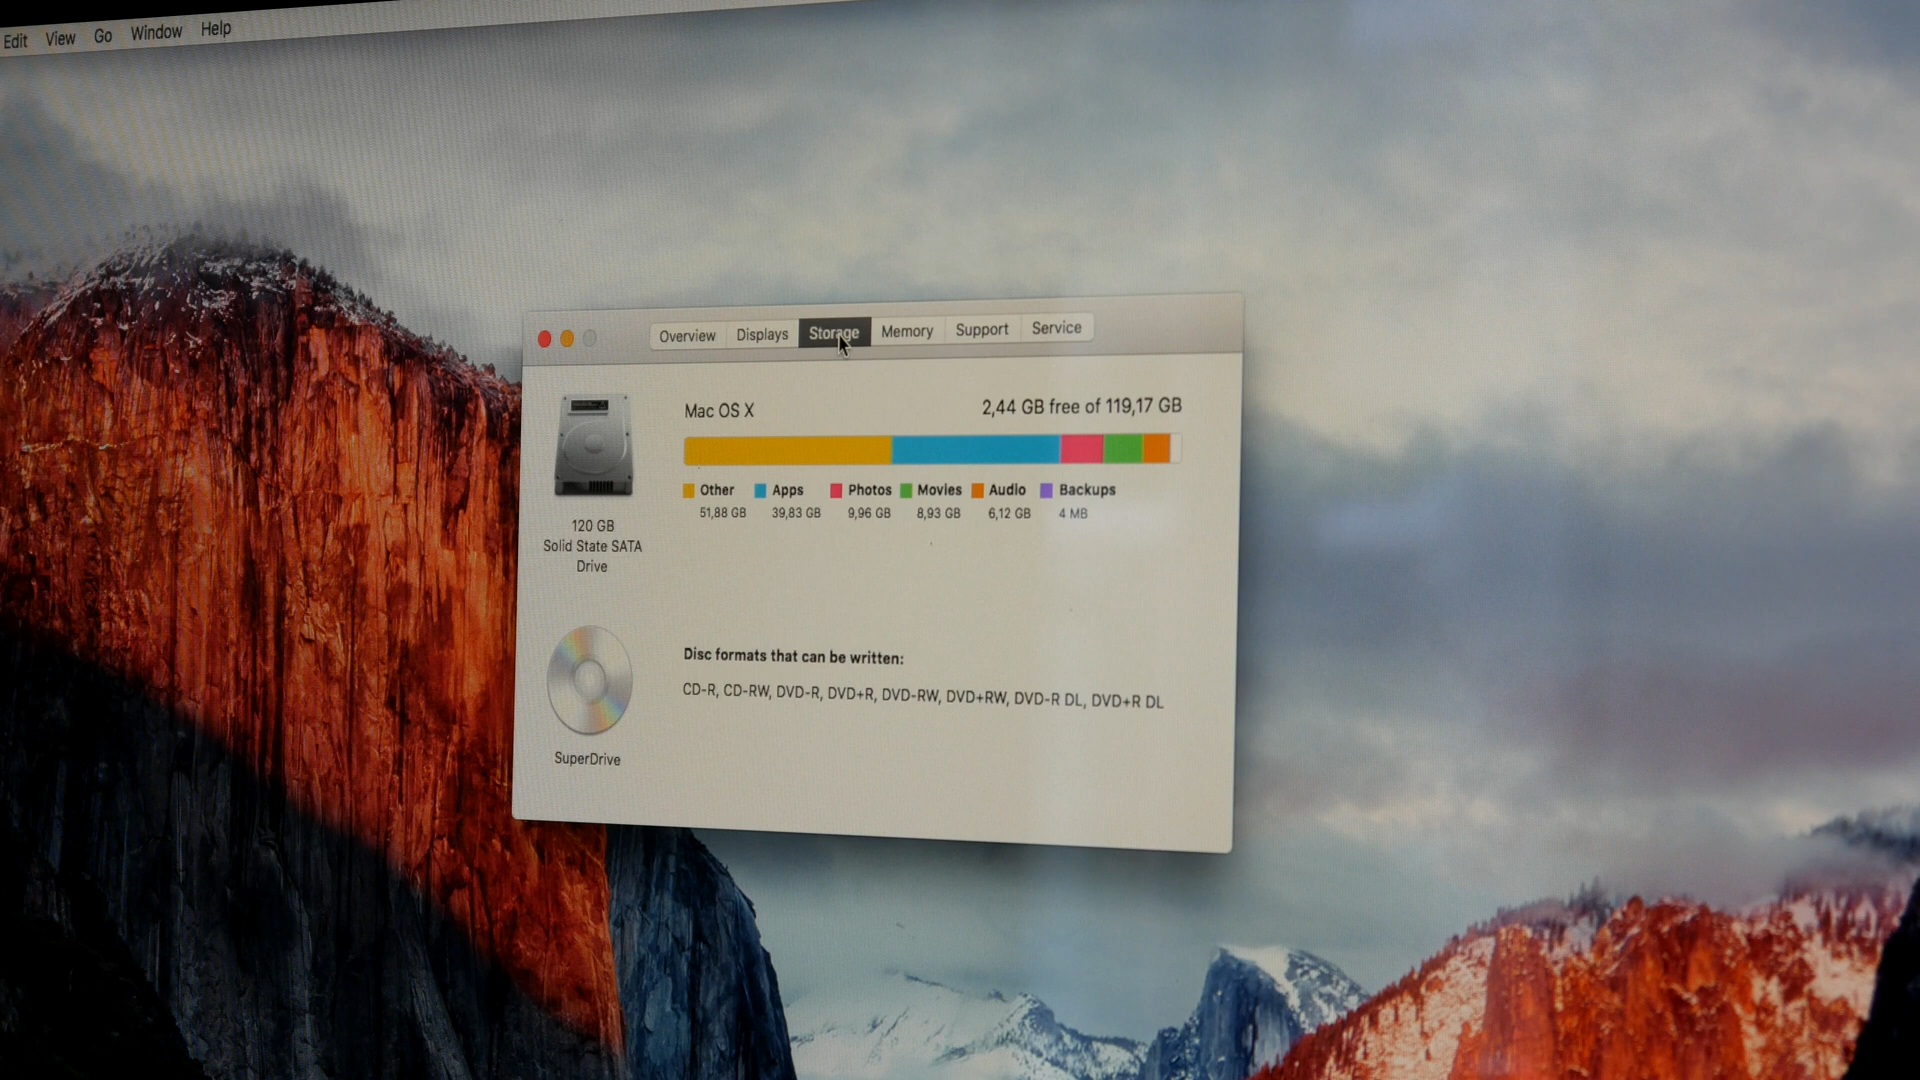 Edit View Go Window Help
Overview Displays Storage Memory Support Service
Mac OS X 2,44 GB free of 119,17 GB
Other Apps Photos Movies Audio Backups
51,88 GB 39,83 GB 9,96 GB 8,93 GB 6,12 GB 4 MB
120 GB
Solid State SATA
Drive
Disc formats that can be written:
CD-R, CD-RW, DVD-R, DVD+R, DVD-RW, DVD+RW, DVD-R DL, DVD+R DL
SuperDrive